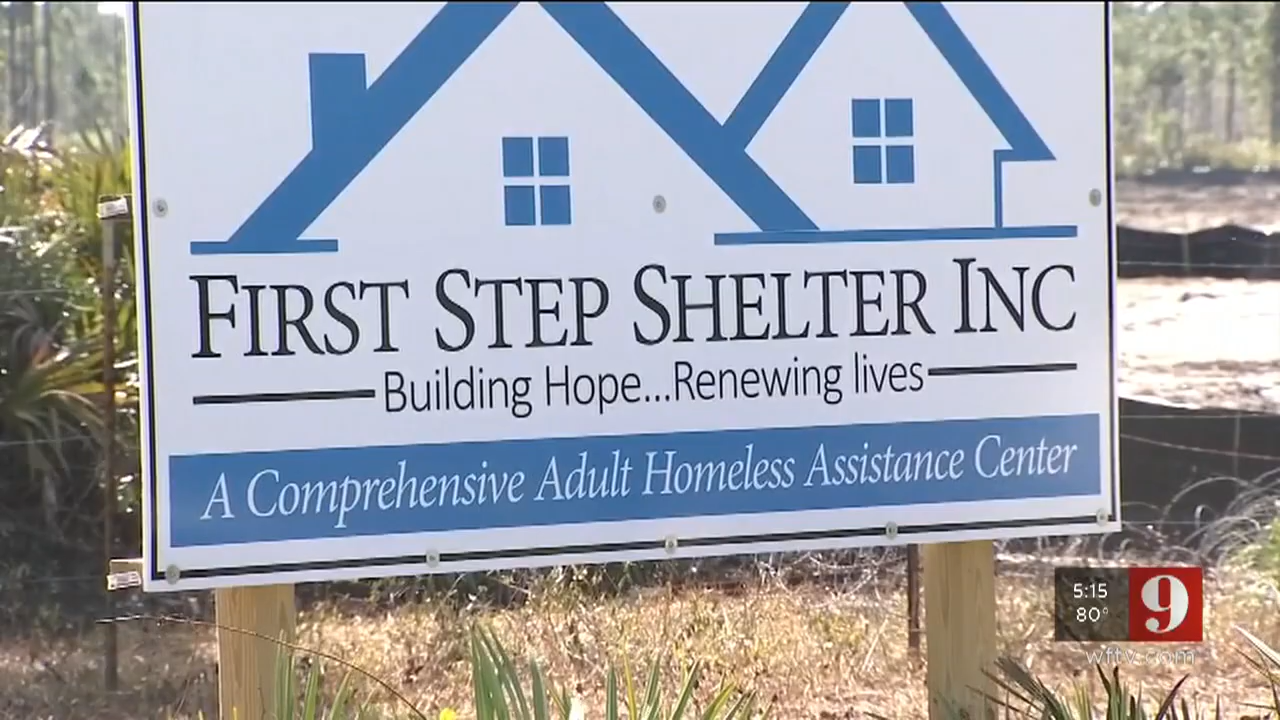 FIRST STEP SHELTER INC
Building Hope...Renewing lives
A Comprehensive Adult Homeless Assistance Center
5:15
80°
9
wftv.com